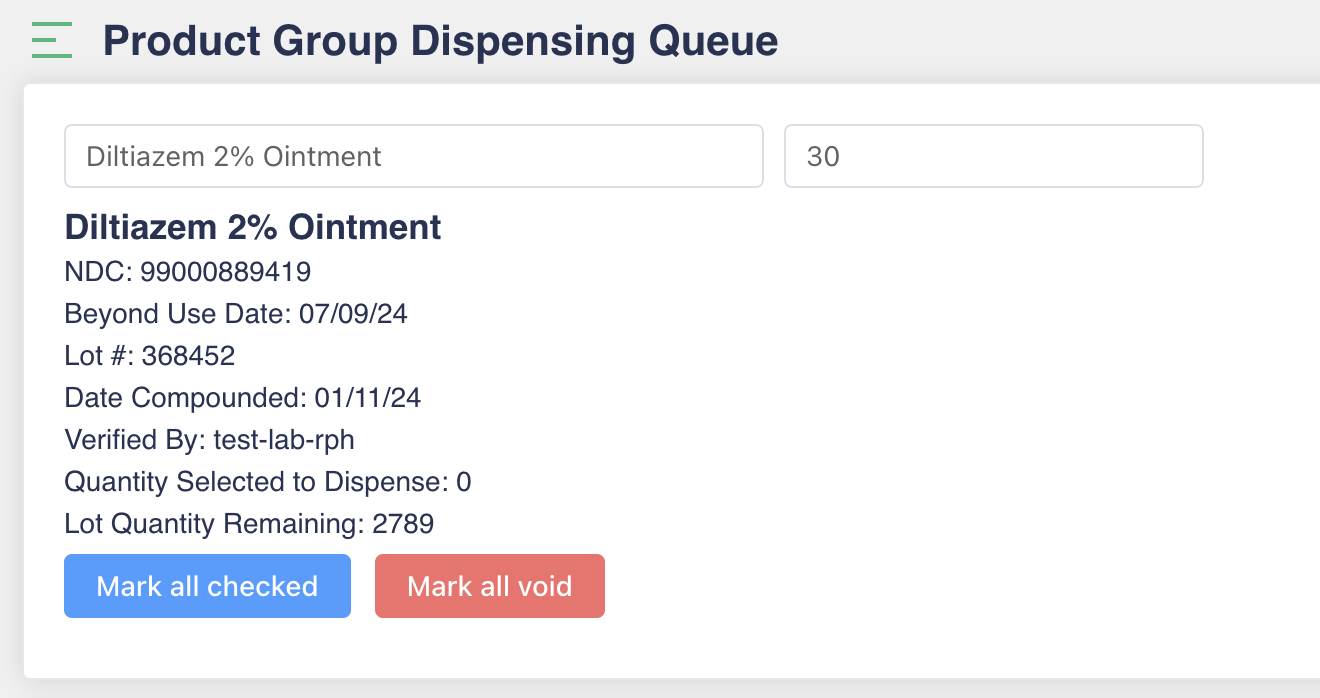 Product Group Dispensing Queue
Diltiazem 2% Ointment
30
Diltiazem 2% Ointment
NDC: 99000889419
Beyond Use Date: 07/09/24
Lot #: 368452
Date Compounded: 01/11/24
Verified By: test-lab-rph
Quantity Selected to Dispense: 0
Lot Quantity Remaining: 2789
Mark all checked
Mark all void